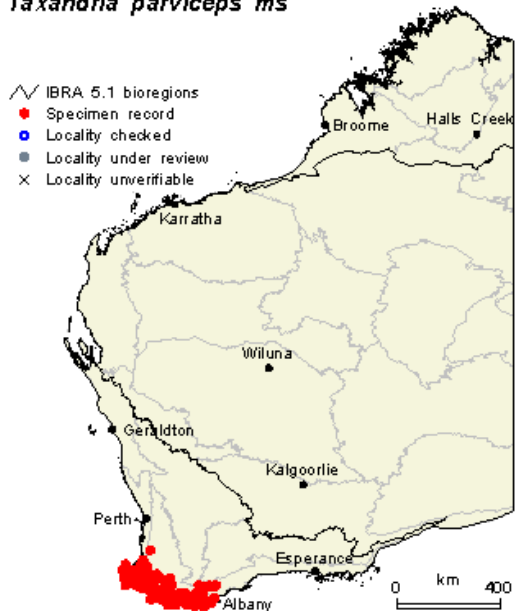 Taxandria parviceps ms
IBRA 5.1 bioregions
Specimen record
Locality checked
Locality under review
Locality unverifiable
Broome
Halls Creek
Karratha
Wiluna
Geraldton
Kalgoorlie
Perth
Esperance
Albany
km
0 400